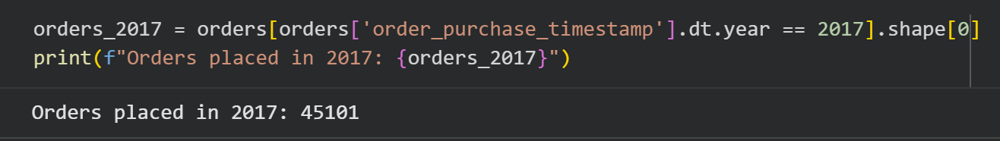 orders_2017 = orders[orders['order_purchase_timestamp'].dt.year == 2017].shape[0]
print(f"Orders placed in 2017: {orders_2017}")
Orders placed in 2017: 45101